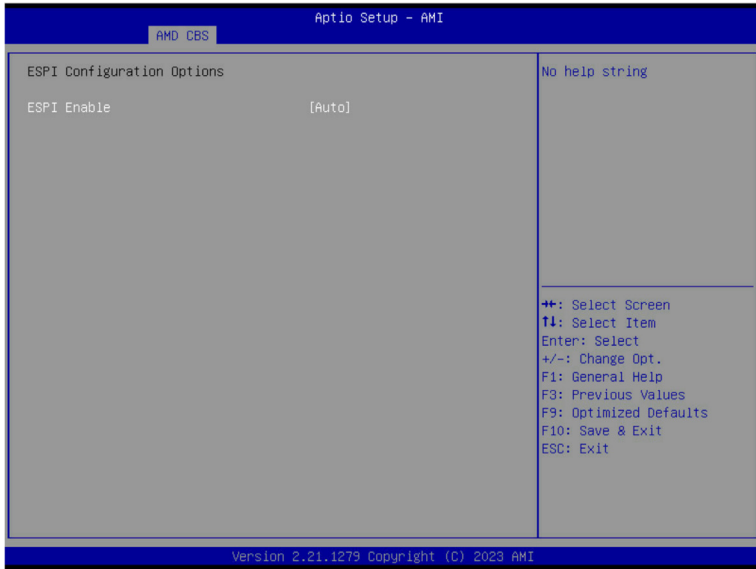 Aptio Setup – AMI
AMD CBS
ESPI Configuration Options
ESPI Enable [Auto]
No help string
→←: Select Screen
↑↓: Select Item
Enter: Select
+/-: Change Opt.
F1: General Help
F3: Previous Values
F9: Optimized Defaults
F10: Save & Exit
ESC: Exit
Version 2.21.1279 Copyright (C) 2023 AMI